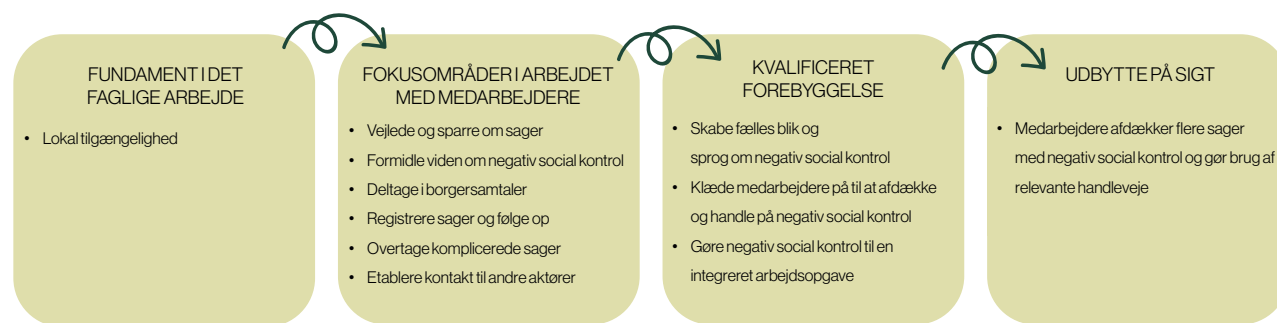 FUNDAMENT I DET
FAGLIGE ARBEJDE
• Lokal tilgængelighed
FOKUSOMRÅDER I ARBEJDET
MED MEDARBEJDERE
• Vejlede og sparre om sager
• Formidle viden om negativ social kontrol
• Deltage i borgersamtaler
• Registrere sager og følge op
• Overtage komplicerede sager
• Etablere kontakt til andre aktører
KVALIFICERET
FOREBYGGELSE
• Skabe fælles blik og
sprog om negativ social kontrol
• Klæde medarbejdere på til at afdække
og handle på negativ social kontrol
• Gøre negativ social kontrol til en
integreret arbejdsopgave
UDBYTTE PÅ SIGT
• Medarbejdere afdækker flere sager
med negativ social kontrol og gør brug af
relevante handleveje